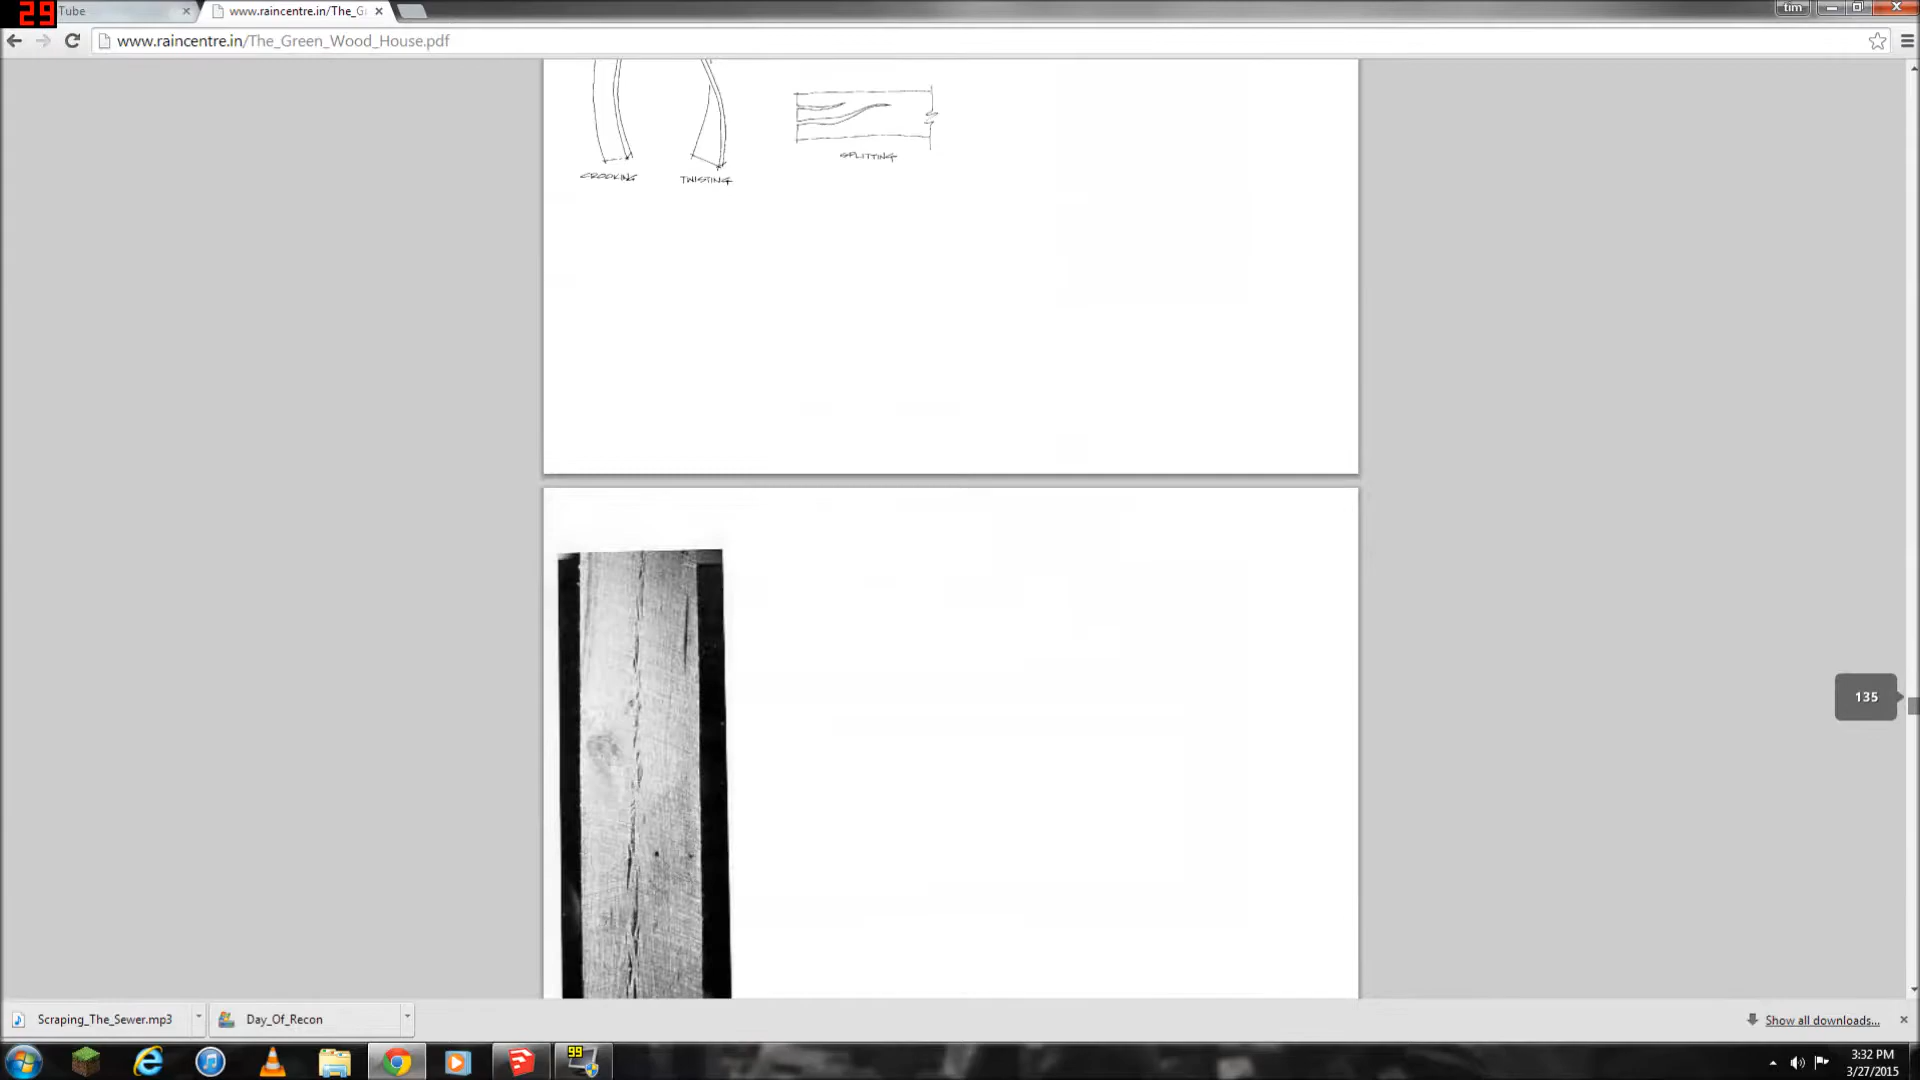 29
Tube
www.raincentre.in/The_G
tim
www.raincentre.in/The_Green_Wood_House.pdf
SPLITTING
CROOKING
TWISTING
135
Scraping_The_Sewer.mp3
Day_Of_Recon
Show all downloads...
99
3:32 PM
3/27/2015